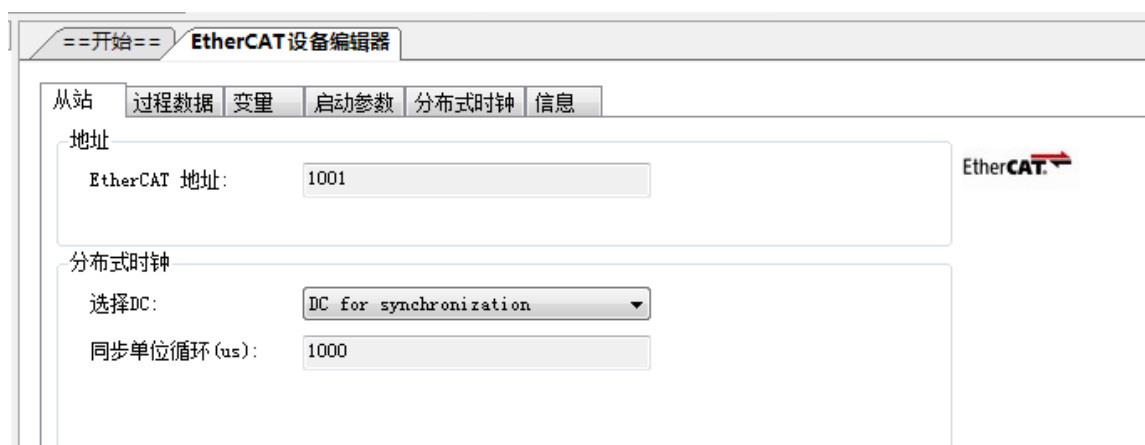 ==开始== EtherCAT设备编辑器
从站 过程数据 变量 启动参数 分布式时钟 信息
地址
EtherCAT 地址: 1001
EtherCAT.
分布式时钟
选择DC: DC for synchronization
同步单位循环(us): 1000